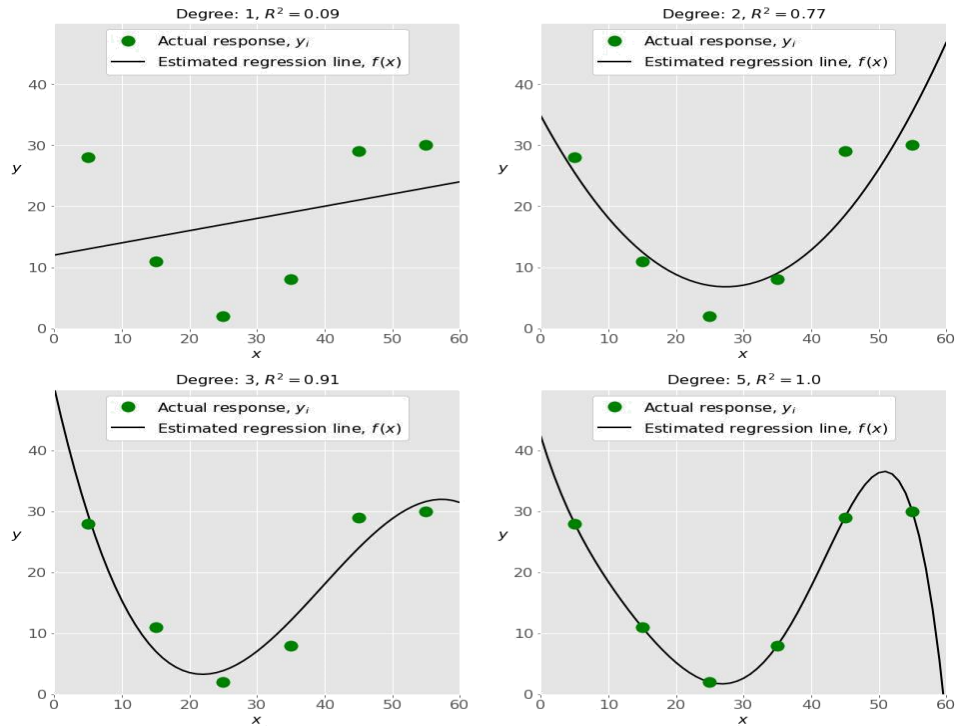 Degree: 1, R² = 0.09
Actual response, yᵢ
Estimated regression line, f(x)
40
30
y
20
10
0
0 10 20 30 40 50 60
x
Degree: 2, R² = 0.77
Actual response, yᵢ
Estimated regression line, f(x)
40
30
y
20
10
0
0 10 20 30 40 50 60
x
Degree: 3, R² = 0.91
Actual response, yᵢ
Estimated regression line, f(x)
40
30
y
20
10
0
0 10 20 30 40 50 60
x
Degree: 5, R² = 1.0
Actual response, yᵢ
Estimated regression line, f(x)
40
30
y
20
10
0
0 10 20 30 40 50 60
x